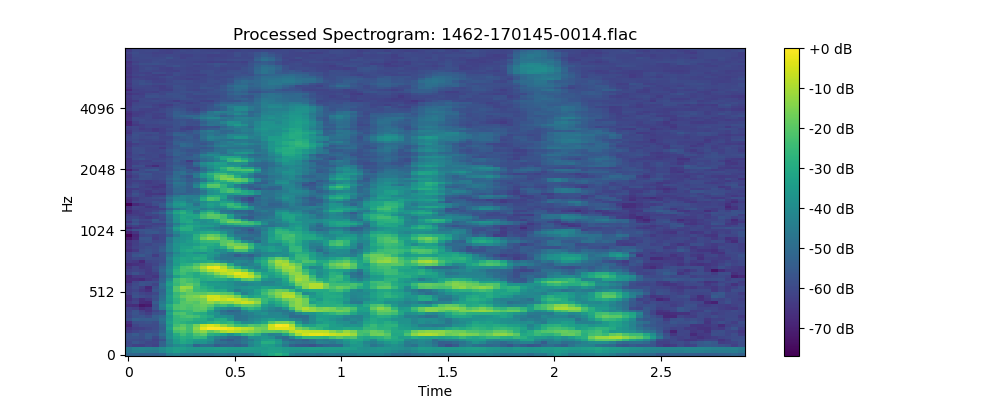 Processed Spectrogram: 1462-170145-0014.flac
Hz
4096
2048
1024
512
0
0
0.5
1
1.5
2
2.5
Time
+0 dB
-10 dB
-20 dB
-30 dB
-40 dB
-50 dB
-60 dB
-70 dB